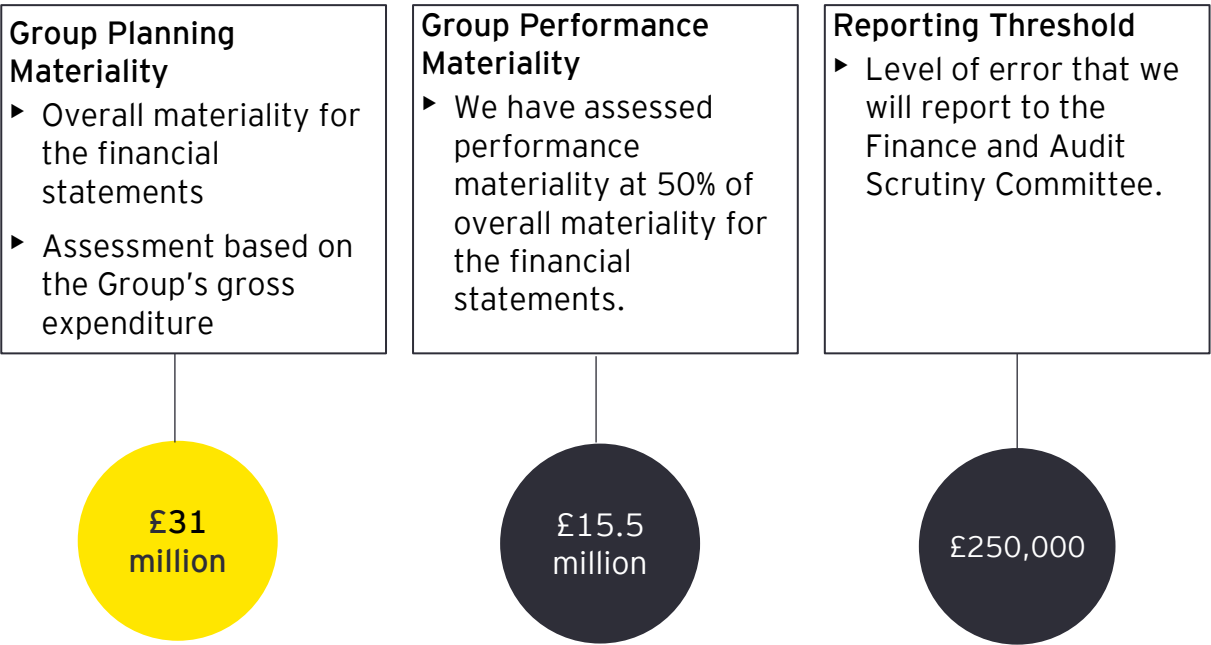 Group Planning
Materiality
▸ Overall materiality for
the financial
statements
▸ Assessment based on
the Group’s gross
expenditure
£31
million
Group Performance
Materiality
▸ We have assessed
performance
materiality at 50% of
overall materiality for
the financial
statements.
£15.5
million
Reporting Threshold
▸ Level of error that we
will report to the
Finance and Audit
Scrutiny Committee.
£250,000